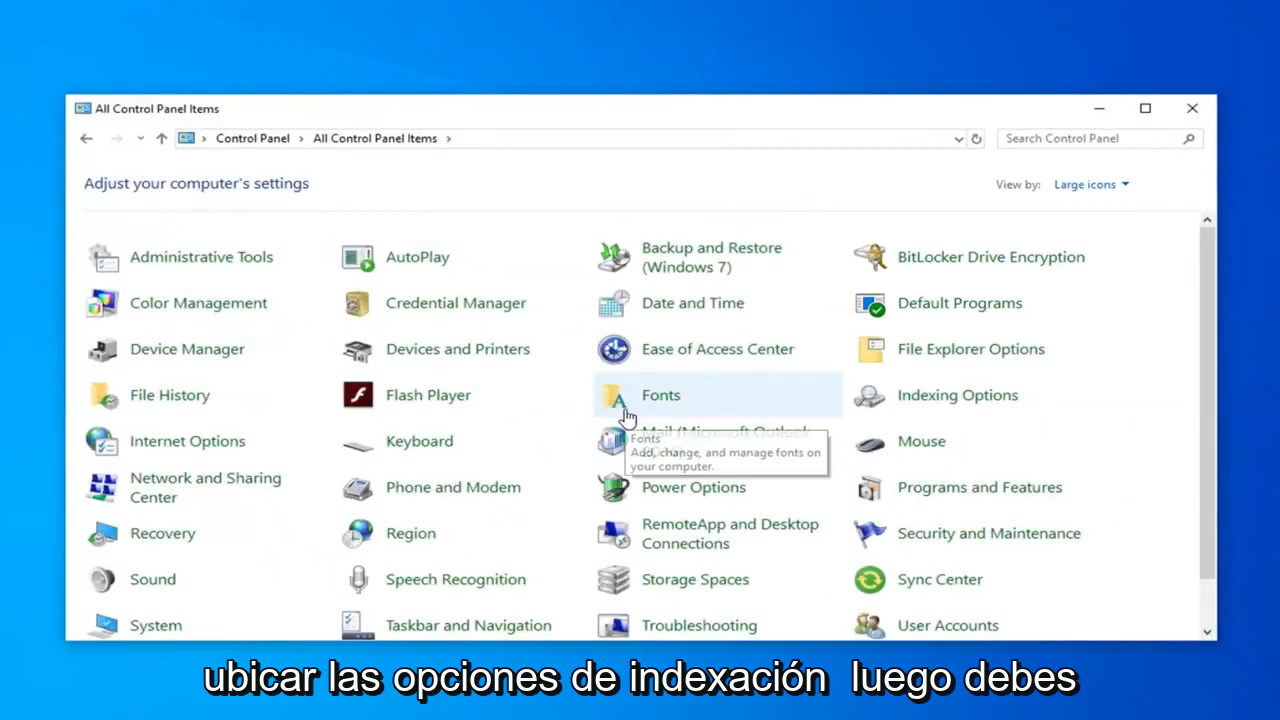 All Control Panel Items
Control Panel > All Control Panel Items >
Search Control Panel
Adjust your computer's settings
View by: Large icons
Administrative Tools
AutoPlay
Backup and Restore
(Windows 7)
BitLocker Drive Encryption
Color Management
Credential Manager
Date and Time
Default Programs
Device Manager
Devices and Printers
Ease of Access Center
File Explorer Options
File History
Flash Player
Fonts
Indexing Options
Internet Options
Keyboard
Mail (Microsoft Outlook
Fonts
Add, change, and manage fonts on
your computer.
Mouse
Network and Sharing
Center
Phone and Modem
Power Options
Programs and Features
Recovery
Region
RemoteApp and Desktop
Connections
Security and Maintenance
Sound
Speech Recognition
Storage Spaces
Sync Center
System
Taskbar and Navigation
Troubleshooting
User Accounts
ubicar las opciones de indexación luego debes